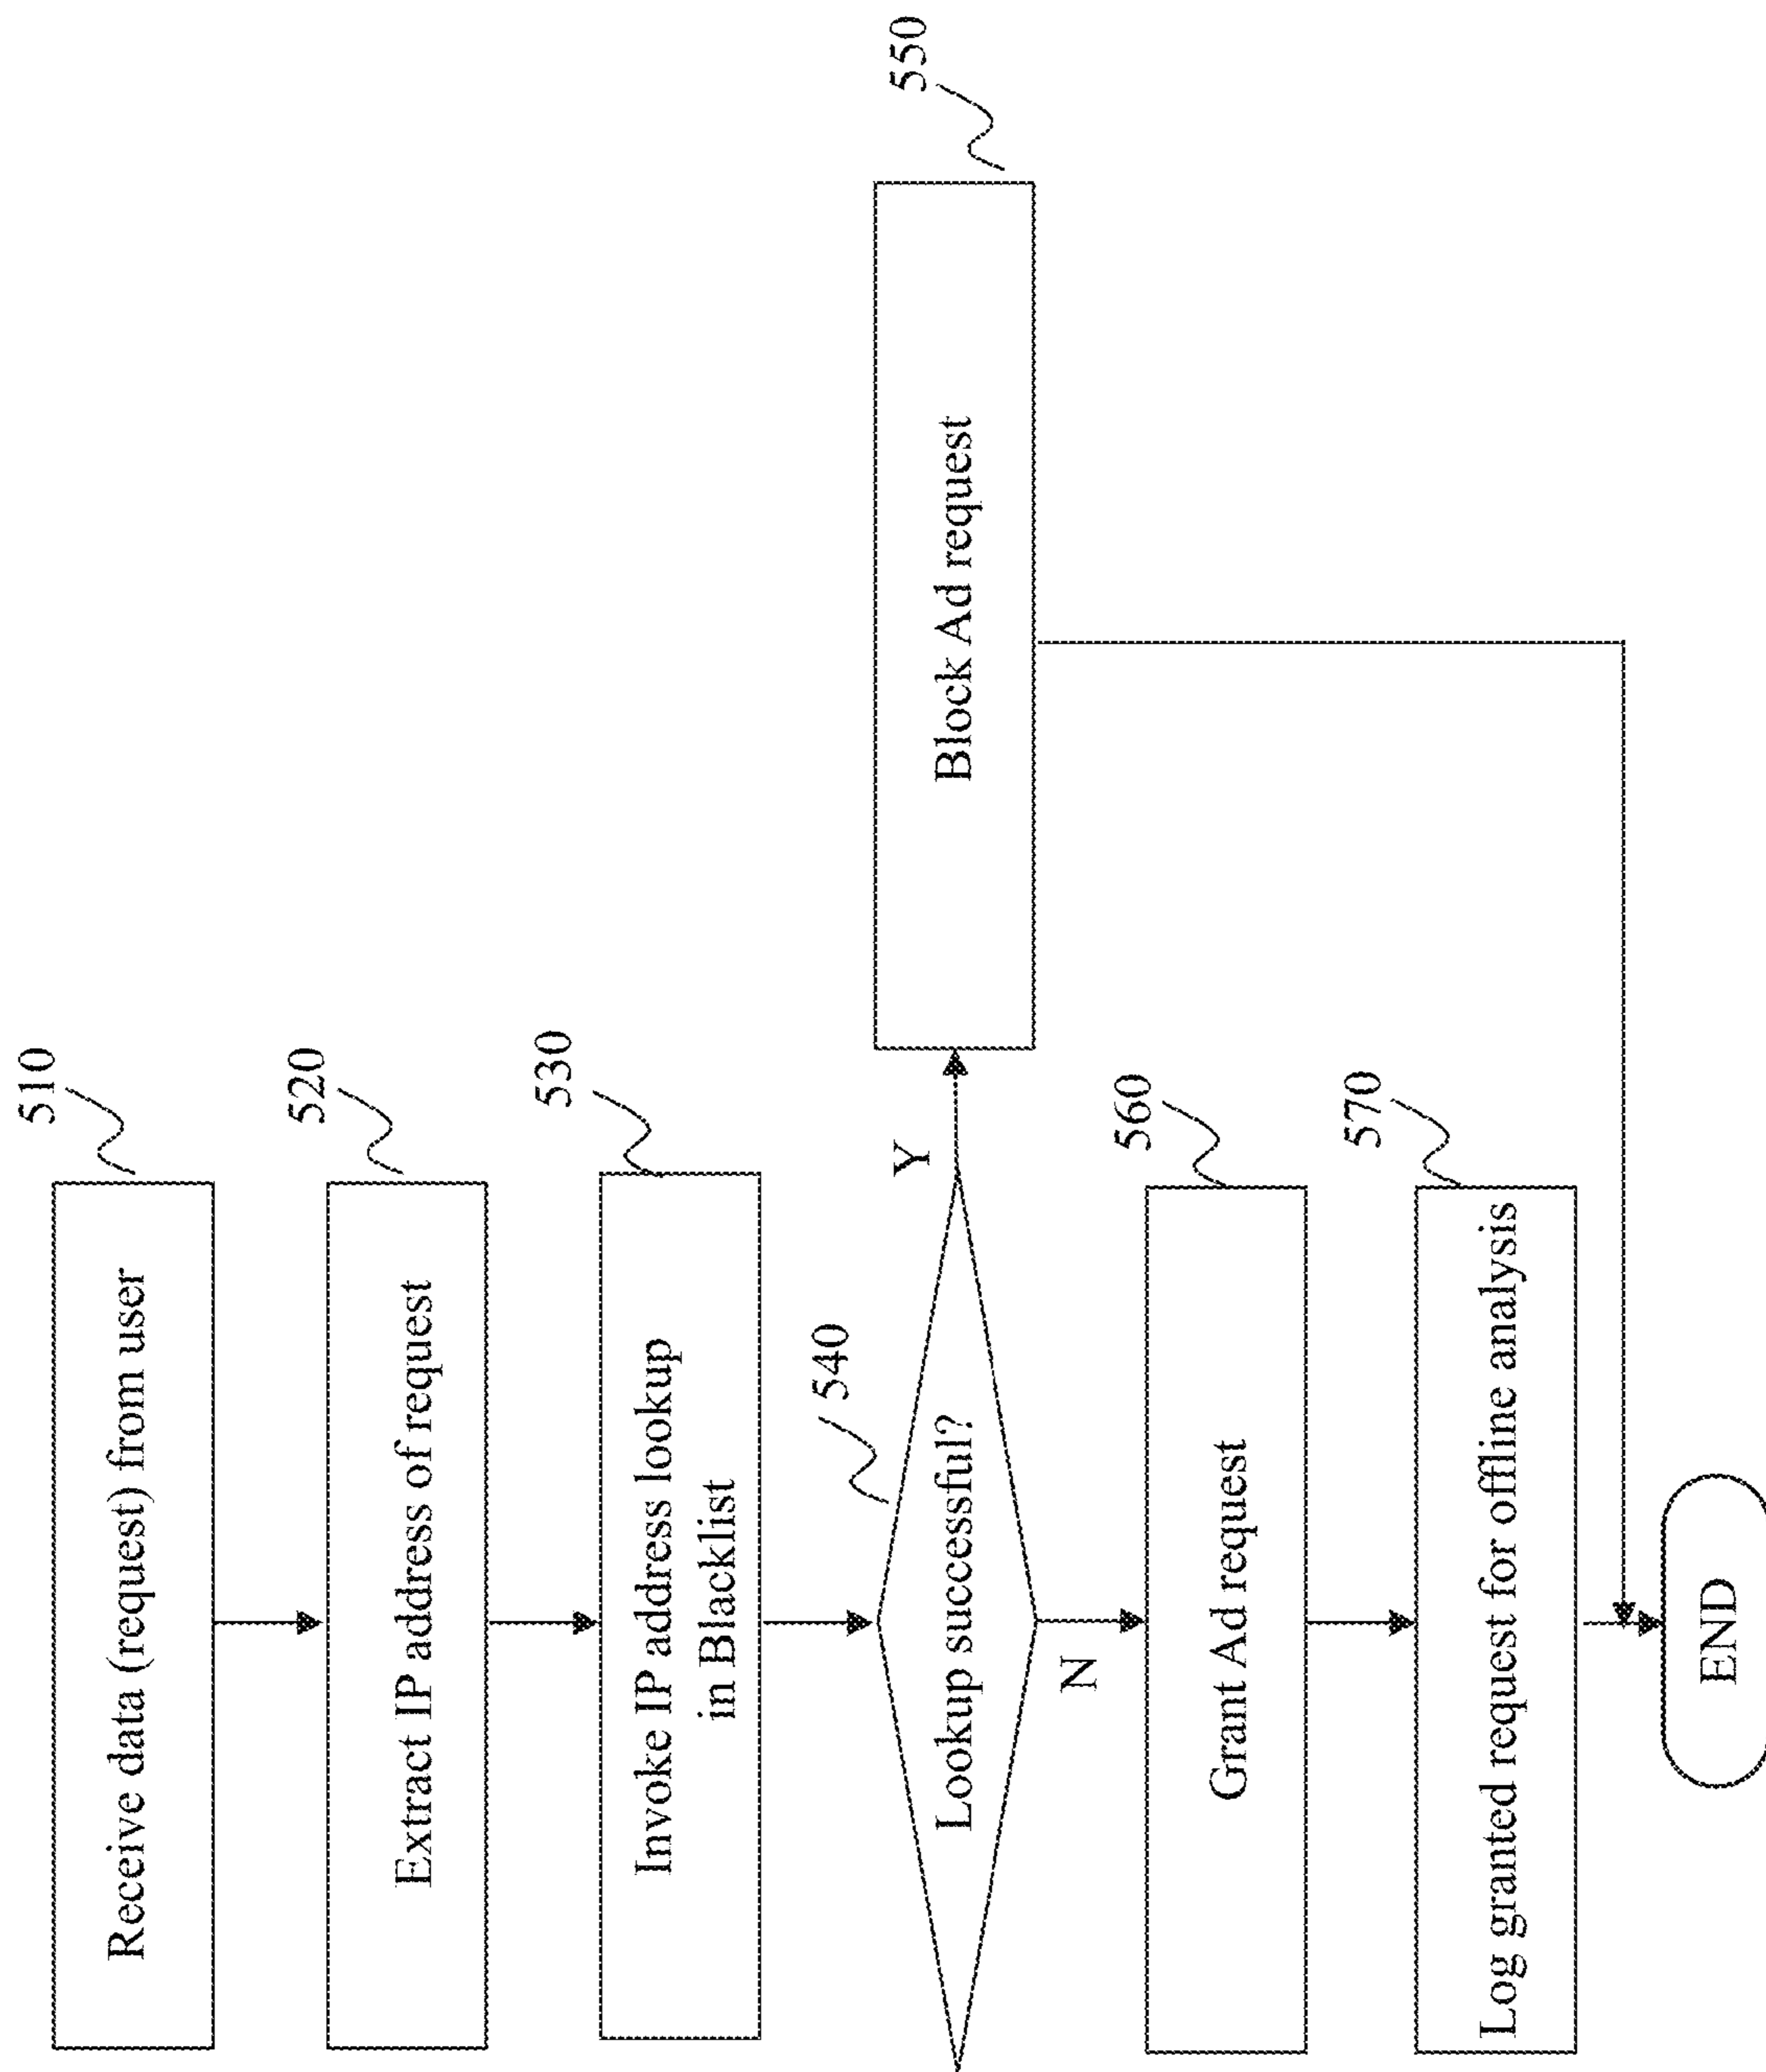 510
Receive data (request) from user
520
Extract IP address of request
530
Invoke IP address lookup
in Blacklist
540
Lookup successful?
Y
550
Block Ad request
N
560
Grant Ad request
570
Log granted request for offline analysis
END